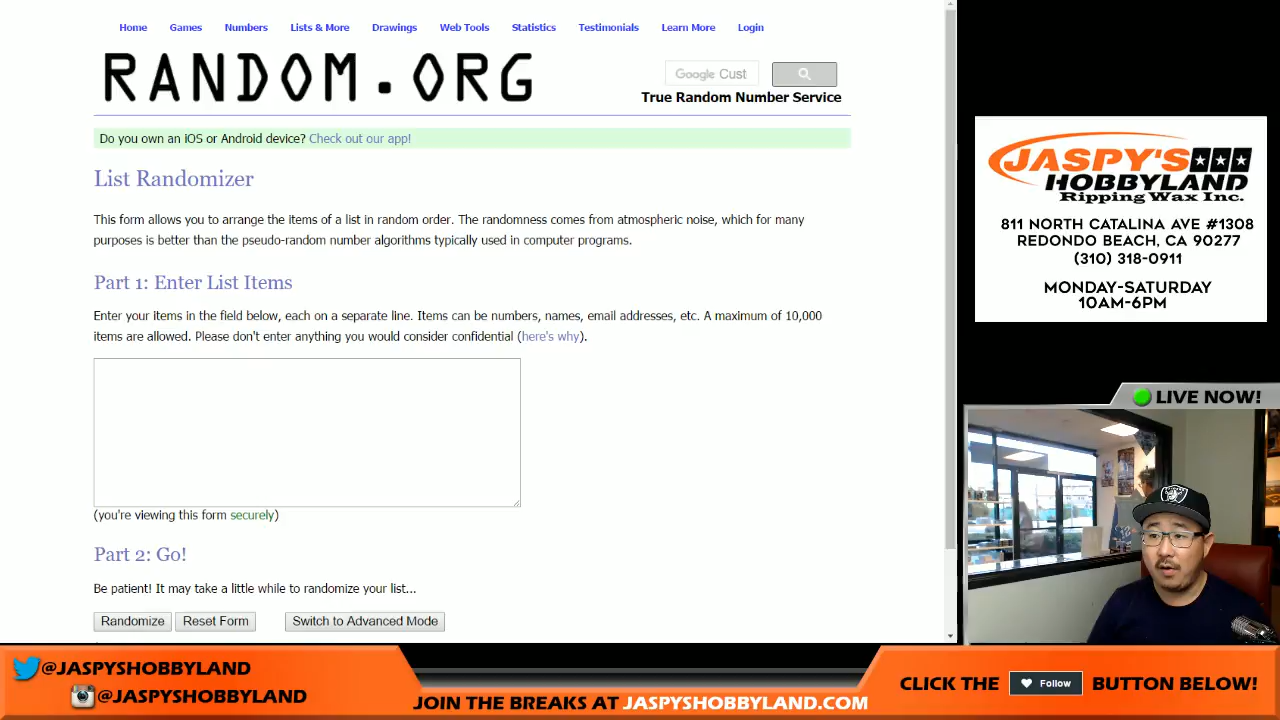 Home Games Numbers Lists & More Drawings Web Tools Statistics Testimonials Learn More Login
RANDOM.ORG
Google Cust
True Random Number Service
Do you own an iOS or Android device? Check out our app!
List Randomizer
This form allows you to arrange the items of a list in random order. The randomness comes from atmospheric noise, which for many
purposes is better than the pseudo-random number algorithms typically used in computer programs.
Part 1: Enter List Items
Enter your items in the field below, each on a separate line. Items can be numbers, names, email addresses, etc. A maximum of 10,000
items are allowed. Please don't enter anything you would consider confidential (here's why).
(you're viewing this form securely)
Part 2: Go!
Be patient! It may take a little while to randomize your list...
Randomize Reset Form Switch to Advanced Mode
JASPY'S
HOBBYLAND
Ripping Wax Inc.
811 NORTH CATALINA AVE #1308
REDONDO BEACH, CA 90277
(310) 318-0911
MONDAY-SATURDAY
10AM-6PM
LIVE NOW!
@JASPYSHOBBYLAND
@JASPYSHOBBYLAND
JOIN THE BREAKS AT JASPYSHOBBYLAND.COM
CLICK THE Follow BUTTON BELOW!